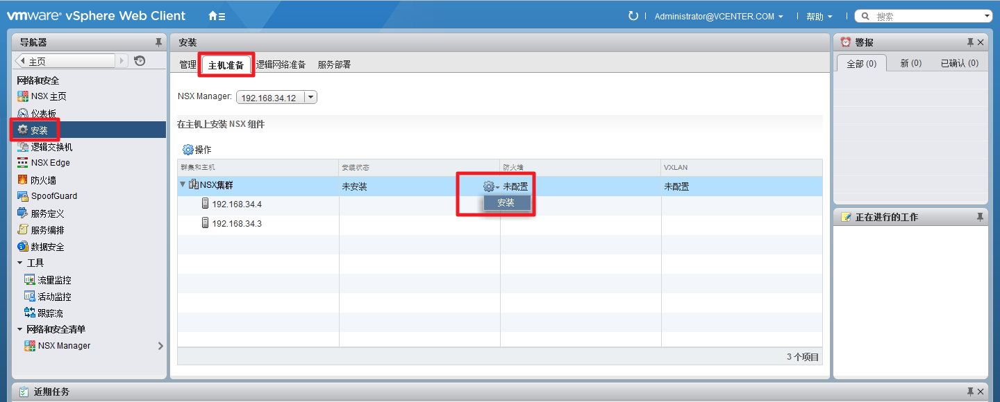 vmware® vSphere Web Client
Administrator@VCENTER.COM
帮助
搜索
导航器
主页
网络和安全
NSX 主页
仪表板
安装
逻辑交换机
NSX Edge
防火墙
SpoofGuard
服务定义
服务编排
数据安全
工具
流量监控
活动监控
跟踪流
网络和安全清单
NSX Manager
安装
管理 主机准备 逻辑网络准备 服务部署
NSX Manager: 192.168.34.12
在主机上安装 NSX 组件
操作
群集和主机 安装状态 防火墙 VXLAN
NSX集群 未安装 未配置 未配置
安装
192.168.34.4
192.168.34.3
3 个项目
警报
全部 (0) 新 (0) 已确认 (0)
正在进行的工作
近期任务